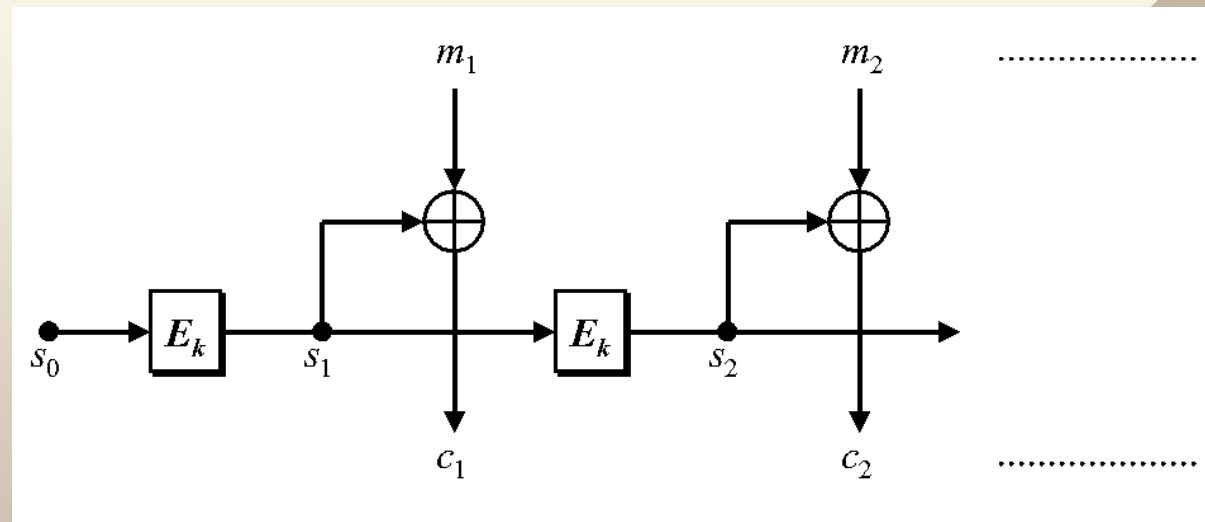 m₁ m₂ ....................
Eₖ Eₖ
s₀ s₁ s₂
c₁ c₂ ....................